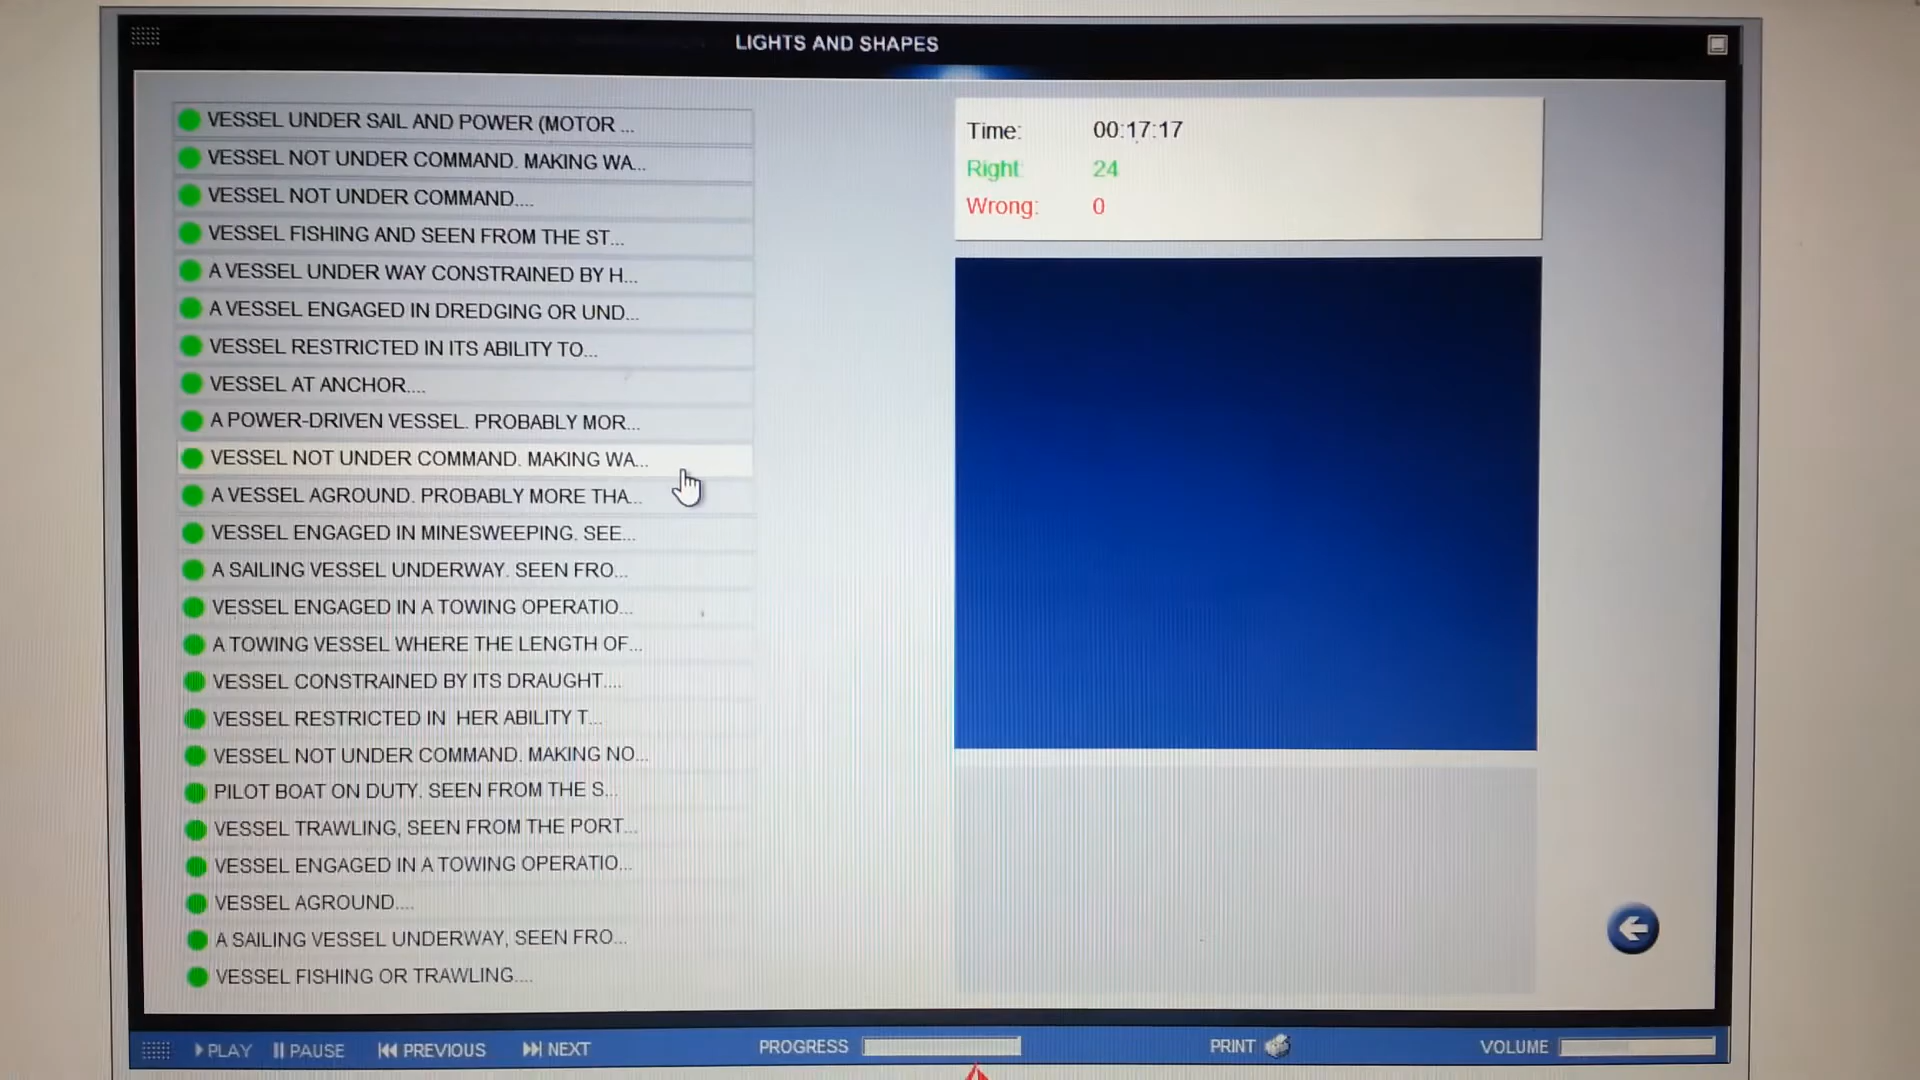 LIGHTS AND SHAPES
VESSEL UNDER SAIL AND POWER (MOTOR ...
VESSEL NOT UNDER COMMAND. MAKING WA...
VESSEL NOT UNDER COMMAND....
VESSEL FISHING AND SEEN FROM THE ST...
A VESSEL UNDER WAY CONSTRAINED BY H...
A VESSEL ENGAGED IN DREDGING OR UND...
VESSEL RESTRICTED IN ITS ABILITY TO...
VESSEL AT ANCHOR....
A POWER-DRIVEN VESSEL. PROBABLY MOR...
VESSEL NOT UNDER COMMAND. MAKING WA...
A VESSEL AGROUND. PROBABLY MORE THA...
VESSEL ENGAGED IN MINESWEEPING. SEE...
A SAILING VESSEL UNDERWAY. SEEN FRO...
VESSEL ENGAGED IN A TOWING OPERATIO...
A TOWING VESSEL WHERE THE LENGTH OF...
VESSEL CONSTRAINED BY ITS DRAUGHT....
VESSEL RESTRICTED IN HER ABILITY T...
VESSEL NOT UNDER COMMAND. MAKING NO...
PILOT BOAT ON DUTY. SEEN FROM THE S...
VESSEL TRAWLING, SEEN FROM THE PORT...
VESSEL ENGAGED IN A TOWING OPERATIO...
VESSEL AGROUND....
A SAILING VESSEL UNDERWAY, SEEN FRO...
VESSEL FISHING OR TRAWLING....
Time: 00:17:17
Right: 24
Wrong: 0
PLAY PAUSE PREVIOUS NEXT PROGRESS PRINT VOLUME